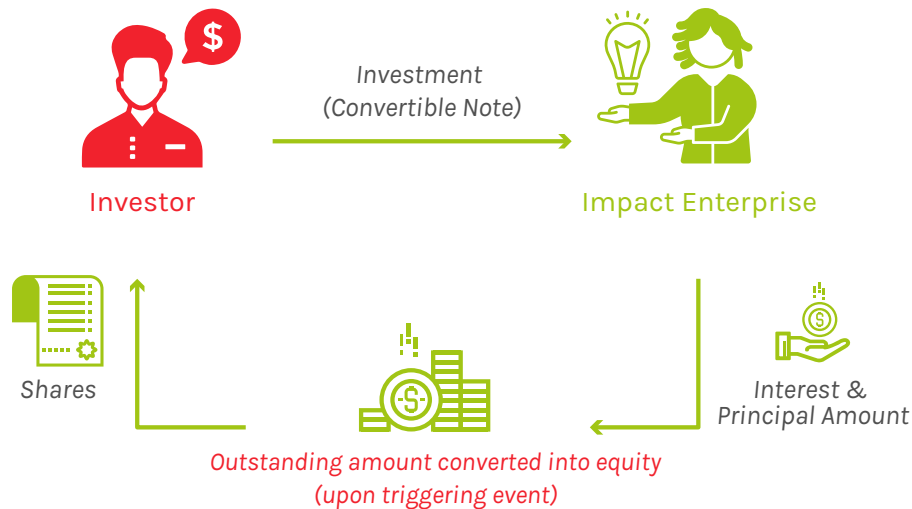 $
Investment
(Convertible Note)
Investor
Impact Enterprise
Shares
$
$
Interest &
Principal Amount
Outstanding amount converted into equity
(upon triggering event)